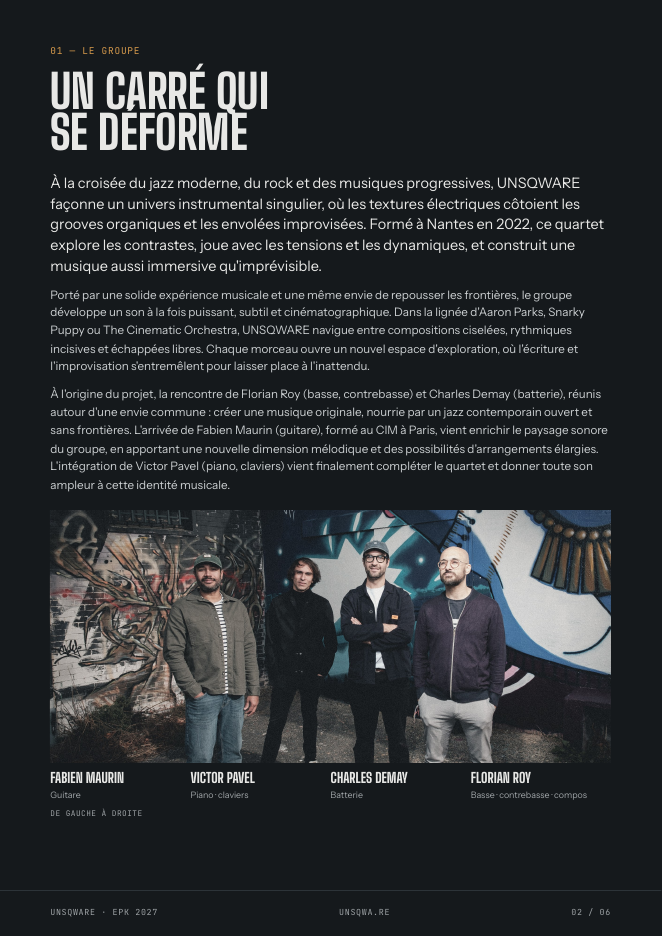 01 — LE GROUPE
UN CARRÉ QUI
SE DÉFORME
À la croisée du jazz moderne, du rock et des musiques progressives, UNSQWARE
façonne un univers instrumental singulier, où les textures électriques côtoient les
grooves organiques et les envolées improvisées. Formé à Nantes en 2022, ce quartet
explore les contrastes, joue avec les tensions et les dynamiques, et construit une
musique aussi immersive qu'imprévisible.
Porté par une solide expérience musicale et une même envie de repousser les frontières, le groupe
développe un son à la fois puissant, subtil et cinématographique. Dans la lignée d'Aaron Parks, Snarky
Puppy ou The Cinematic Orchestra, UNSQWARE navigue entre compositions ciselées, rythmiques
incisives et échappées libres. Chaque morceau ouvre un nouvel espace d'exploration, où l'écriture et
l'improvisation s'entremêlent pour laisser place à l'inattendu.
À l'origine du projet, la rencontre de Florian Roy (basse, contrebasse) et Charles Demay (batterie), réunis
autour d'une envie commune : créer une musique originale, nourrie par un jazz contemporain ouvert et
sans frontières. L'arrivée de Fabien Maurin (guitare), formé au CIM à Paris, vient enrichir le paysage sonore
du groupe, en apportant une nouvelle dimension mélodique et des possibilités d'arrangements élargies.
L'intégration de Victor Pavel (piano, claviers) vient finalement compléter le quartet et donner toute son
ampleur à cette identité musicale.
FABIEN MAURIN
Guitare
VICTOR PAVEL
Piano · claviers
CHARLES DEMAY
Batterie
FLORIAN ROY
Basse · contrebasse · compos
DE GAUCHE À DROITE
UNSQWARE · EPK 2027
UNSQWA.RE
02 / 06